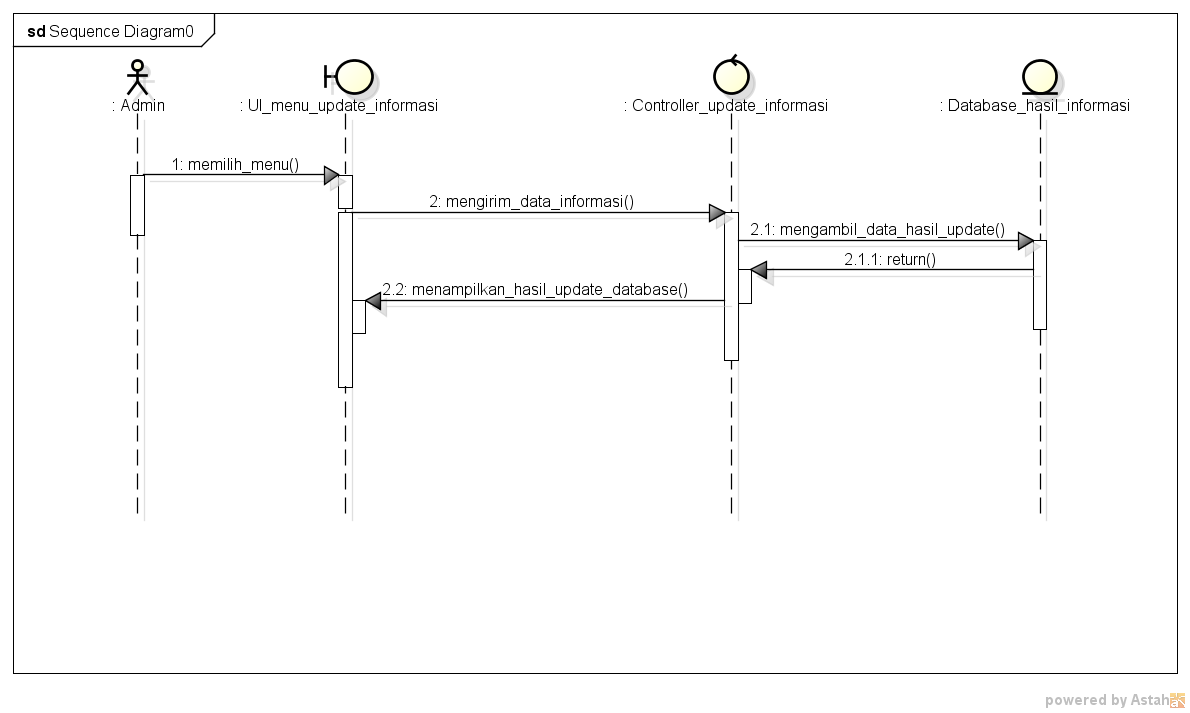 sd Sequence Diagram0
: Admin
: UI_menu_update_informasi
: Controller_update_informasi
: Database_hasil_informasi
1: memilih_menu()
2: mengirim_data_informasi()
2.1: mengambil_data_hasil_update()
2.1.1: return()
2.2: menampilkan_hasil_update_database()
powered by Astah